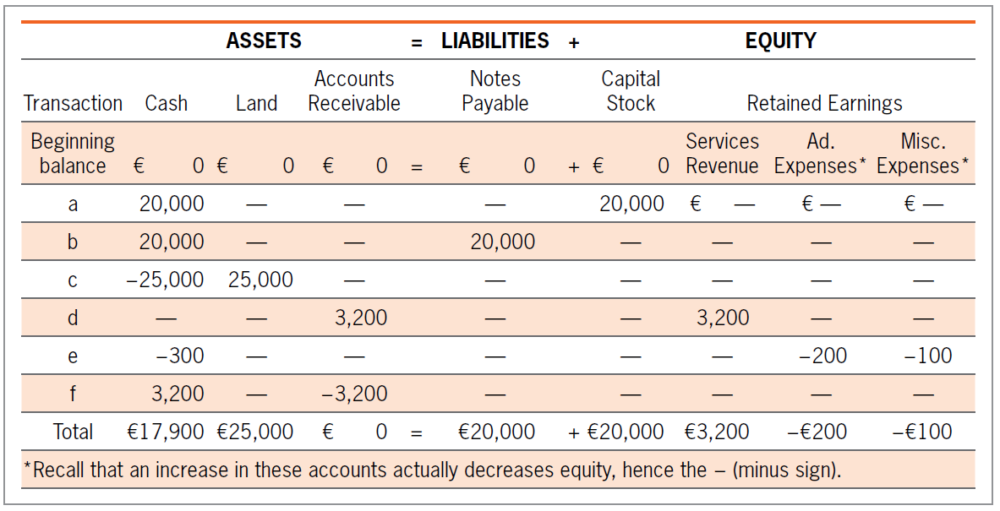 ASSETS = LIABILITIES + EQUITY
Accounts Notes Capital
Transaction Cash Land Receivable Payable Stock Retained Earnings
Beginning Services Ad. Misc.
balance € 0 € 0 € 0 = € 0 + € 0 Revenue Expenses* Expenses*
a 20,000 — — — 20,000 € — € — € —
b 20,000 — — 20,000 — — — —
c –25,000 25,000 — — — — — —
d — — 3,200 — — 3,200 — —
e –300 — — — — — –200 –100
f 3,200 — –3,200 — — — — —
Total €17,900 €25,000 € 0 = €20,000 + €20,000 €3,200 –€200 –€100
*Recall that an increase in these accounts actually decreases equity, hence the – (minus sign).